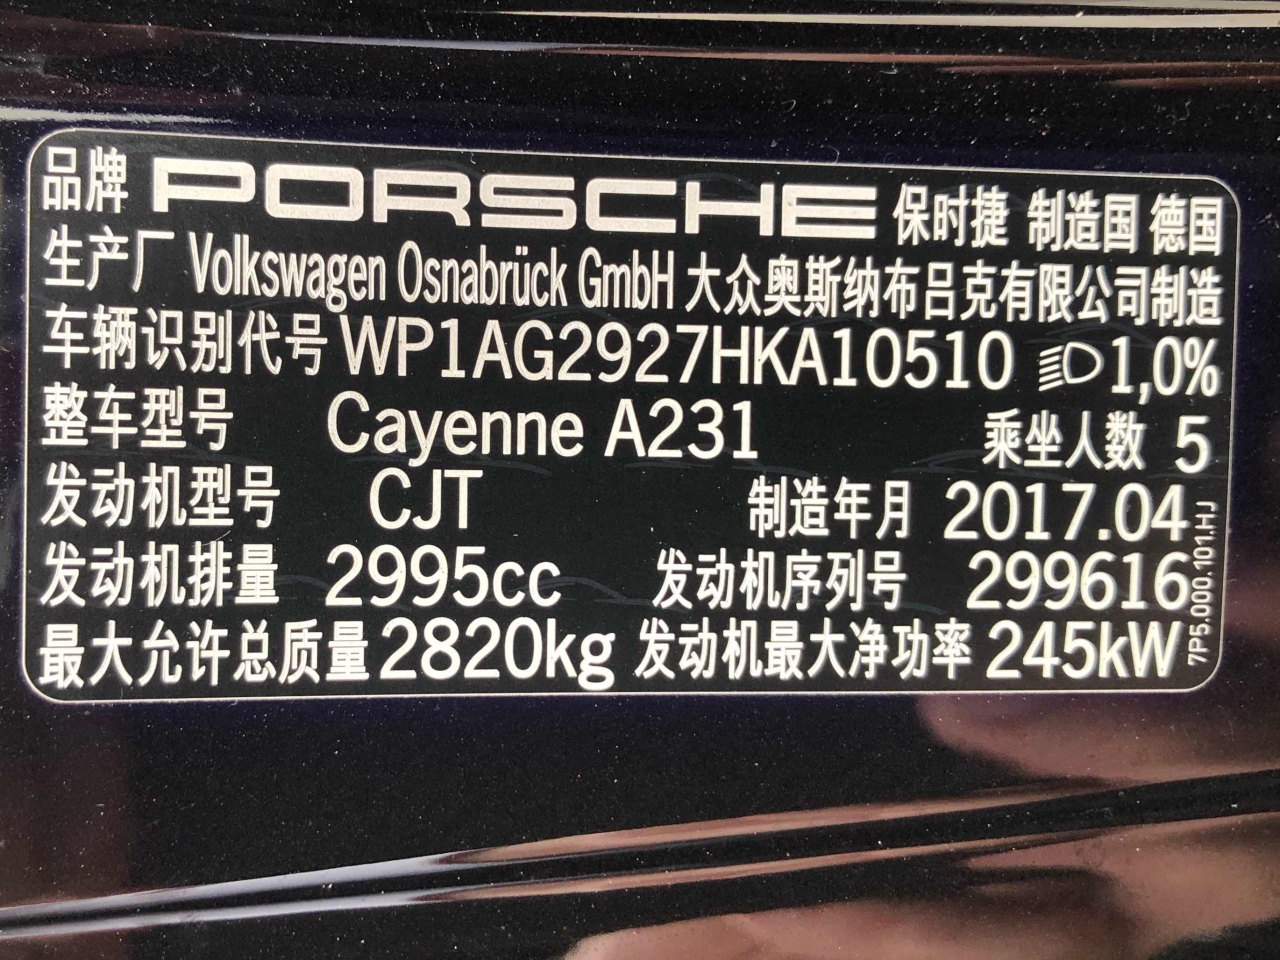 品牌 PORSCHE 保时捷 制造国 德国
生产厂 Volkswagen Osnabrück GmbH 大众奥斯纳布吕克有限公司制造
车辆识别代号 WP1AG2927HKA10510 1,0%
整车型号 Cayenne A231 乘坐人数 5
发动机型号 CJT 制造年月 2017.04
发动机排量 2995cc 发动机序列号 299616
最大允许总质量 2820kg 发动机最大净功率 245kW
7P5.000.101.HJ